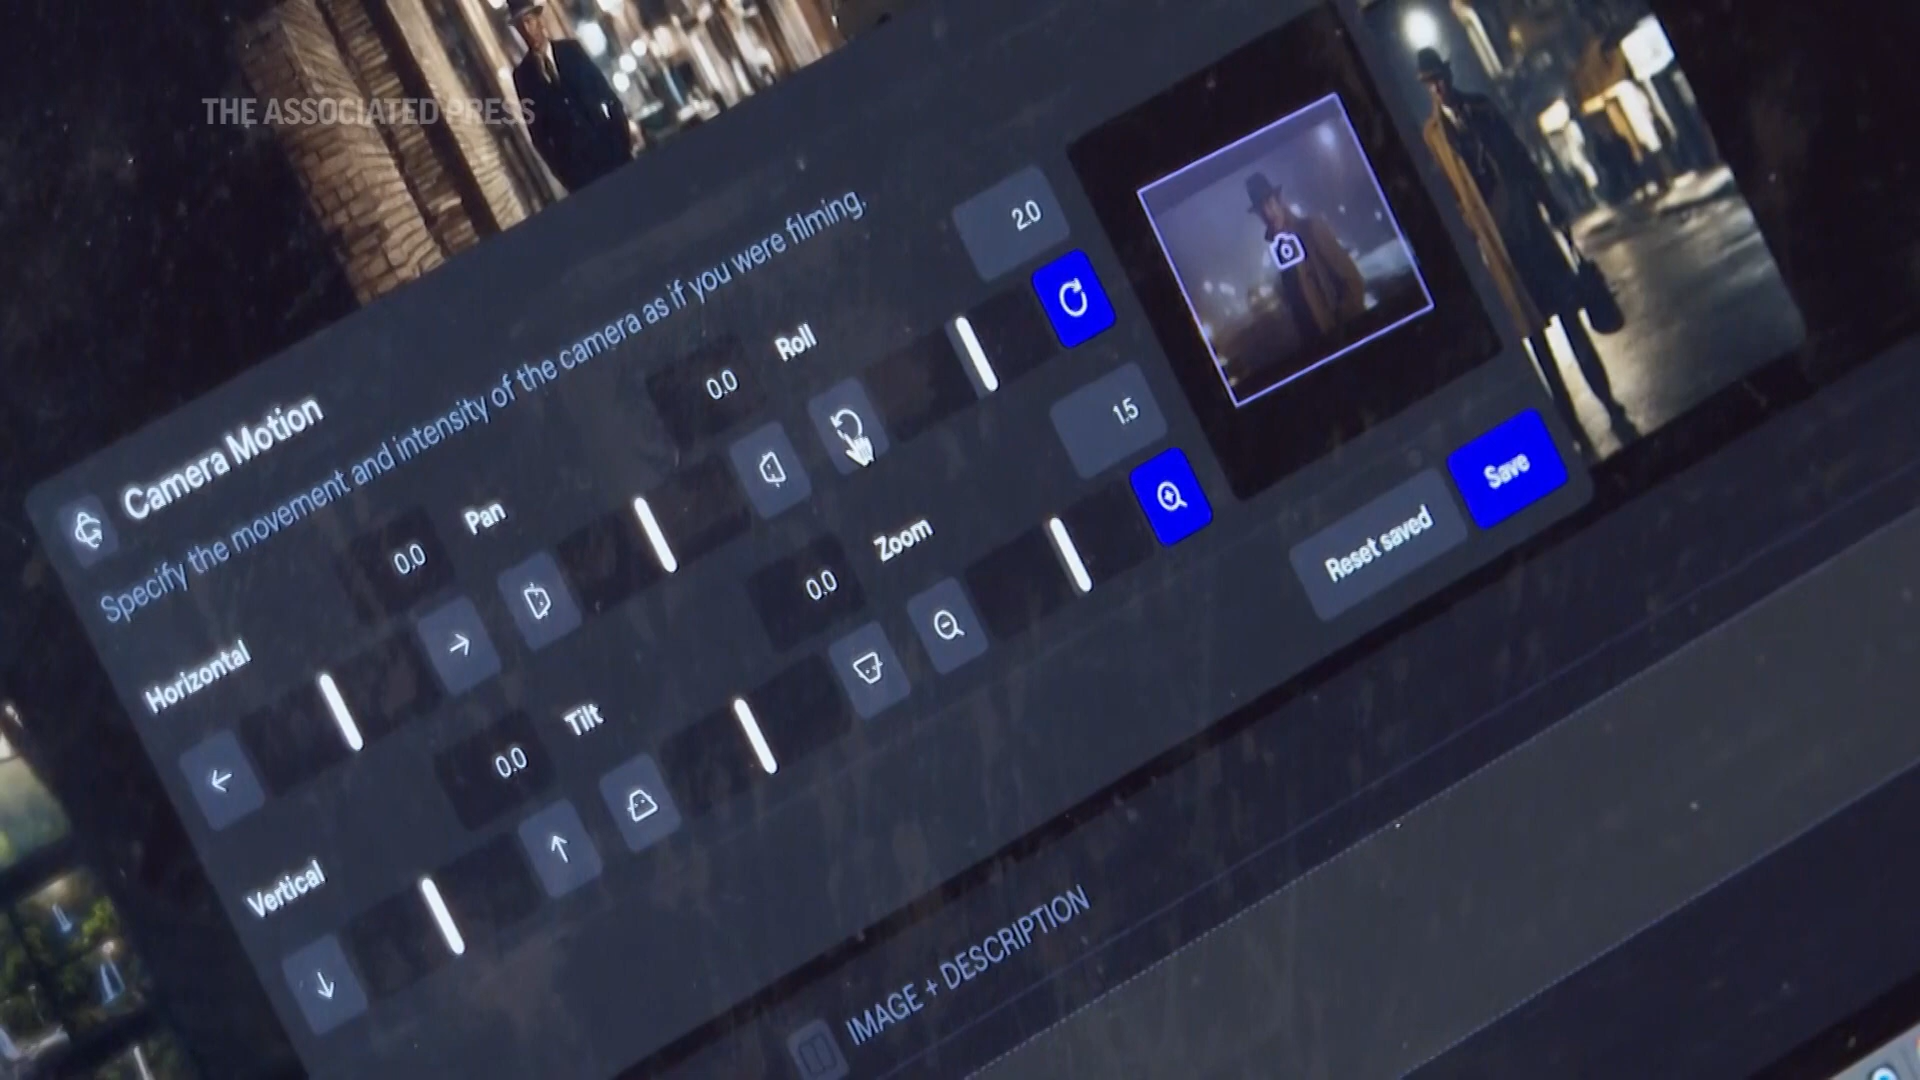 THE ASSOCIATED PRESS
Camera Motion
Specify the movement and intensity of the camera as if you were filming.
Horizontal
0.0
Pan
0.0
Roll
2.0
Vertical
0.0
Tilt
0.0
Zoom
1.5
Reset saved
Save
IMAGE + DESCRIPTION